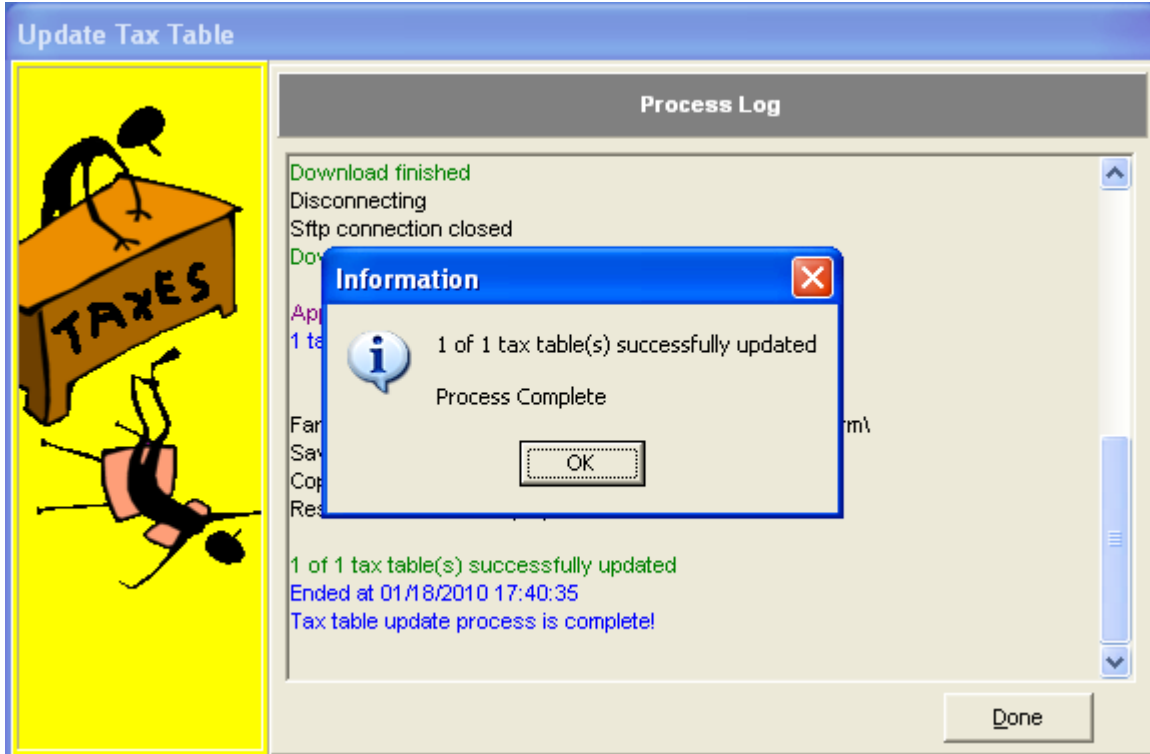 Update Tax Table
TAXES
Process Log
Download finished
Disconnecting
Sftp connection closed
Information
1 of 1 tax table(s) successfully updated
Process Complete
OK
1 of 1 tax table(s) successfully updated
Ended at 01/18/2010 17:40:35
Tax table update process is complete!
Done